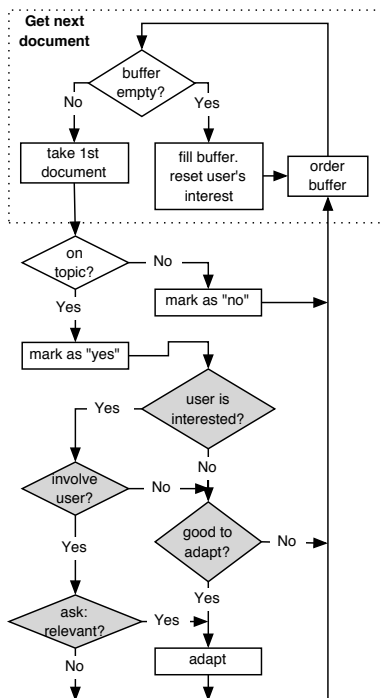 Get next
document
buffer
empty?
No
Yes
take 1st
document
fill buffer.
reset user's
interest
order
buffer
on
topic?
No
Yes
mark as "no"
mark as "yes"
user is
interested?
Yes
No
involve
user?
No
good to
adapt?
No
Yes
Yes
ask:
relevant?
Yes
No
adapt